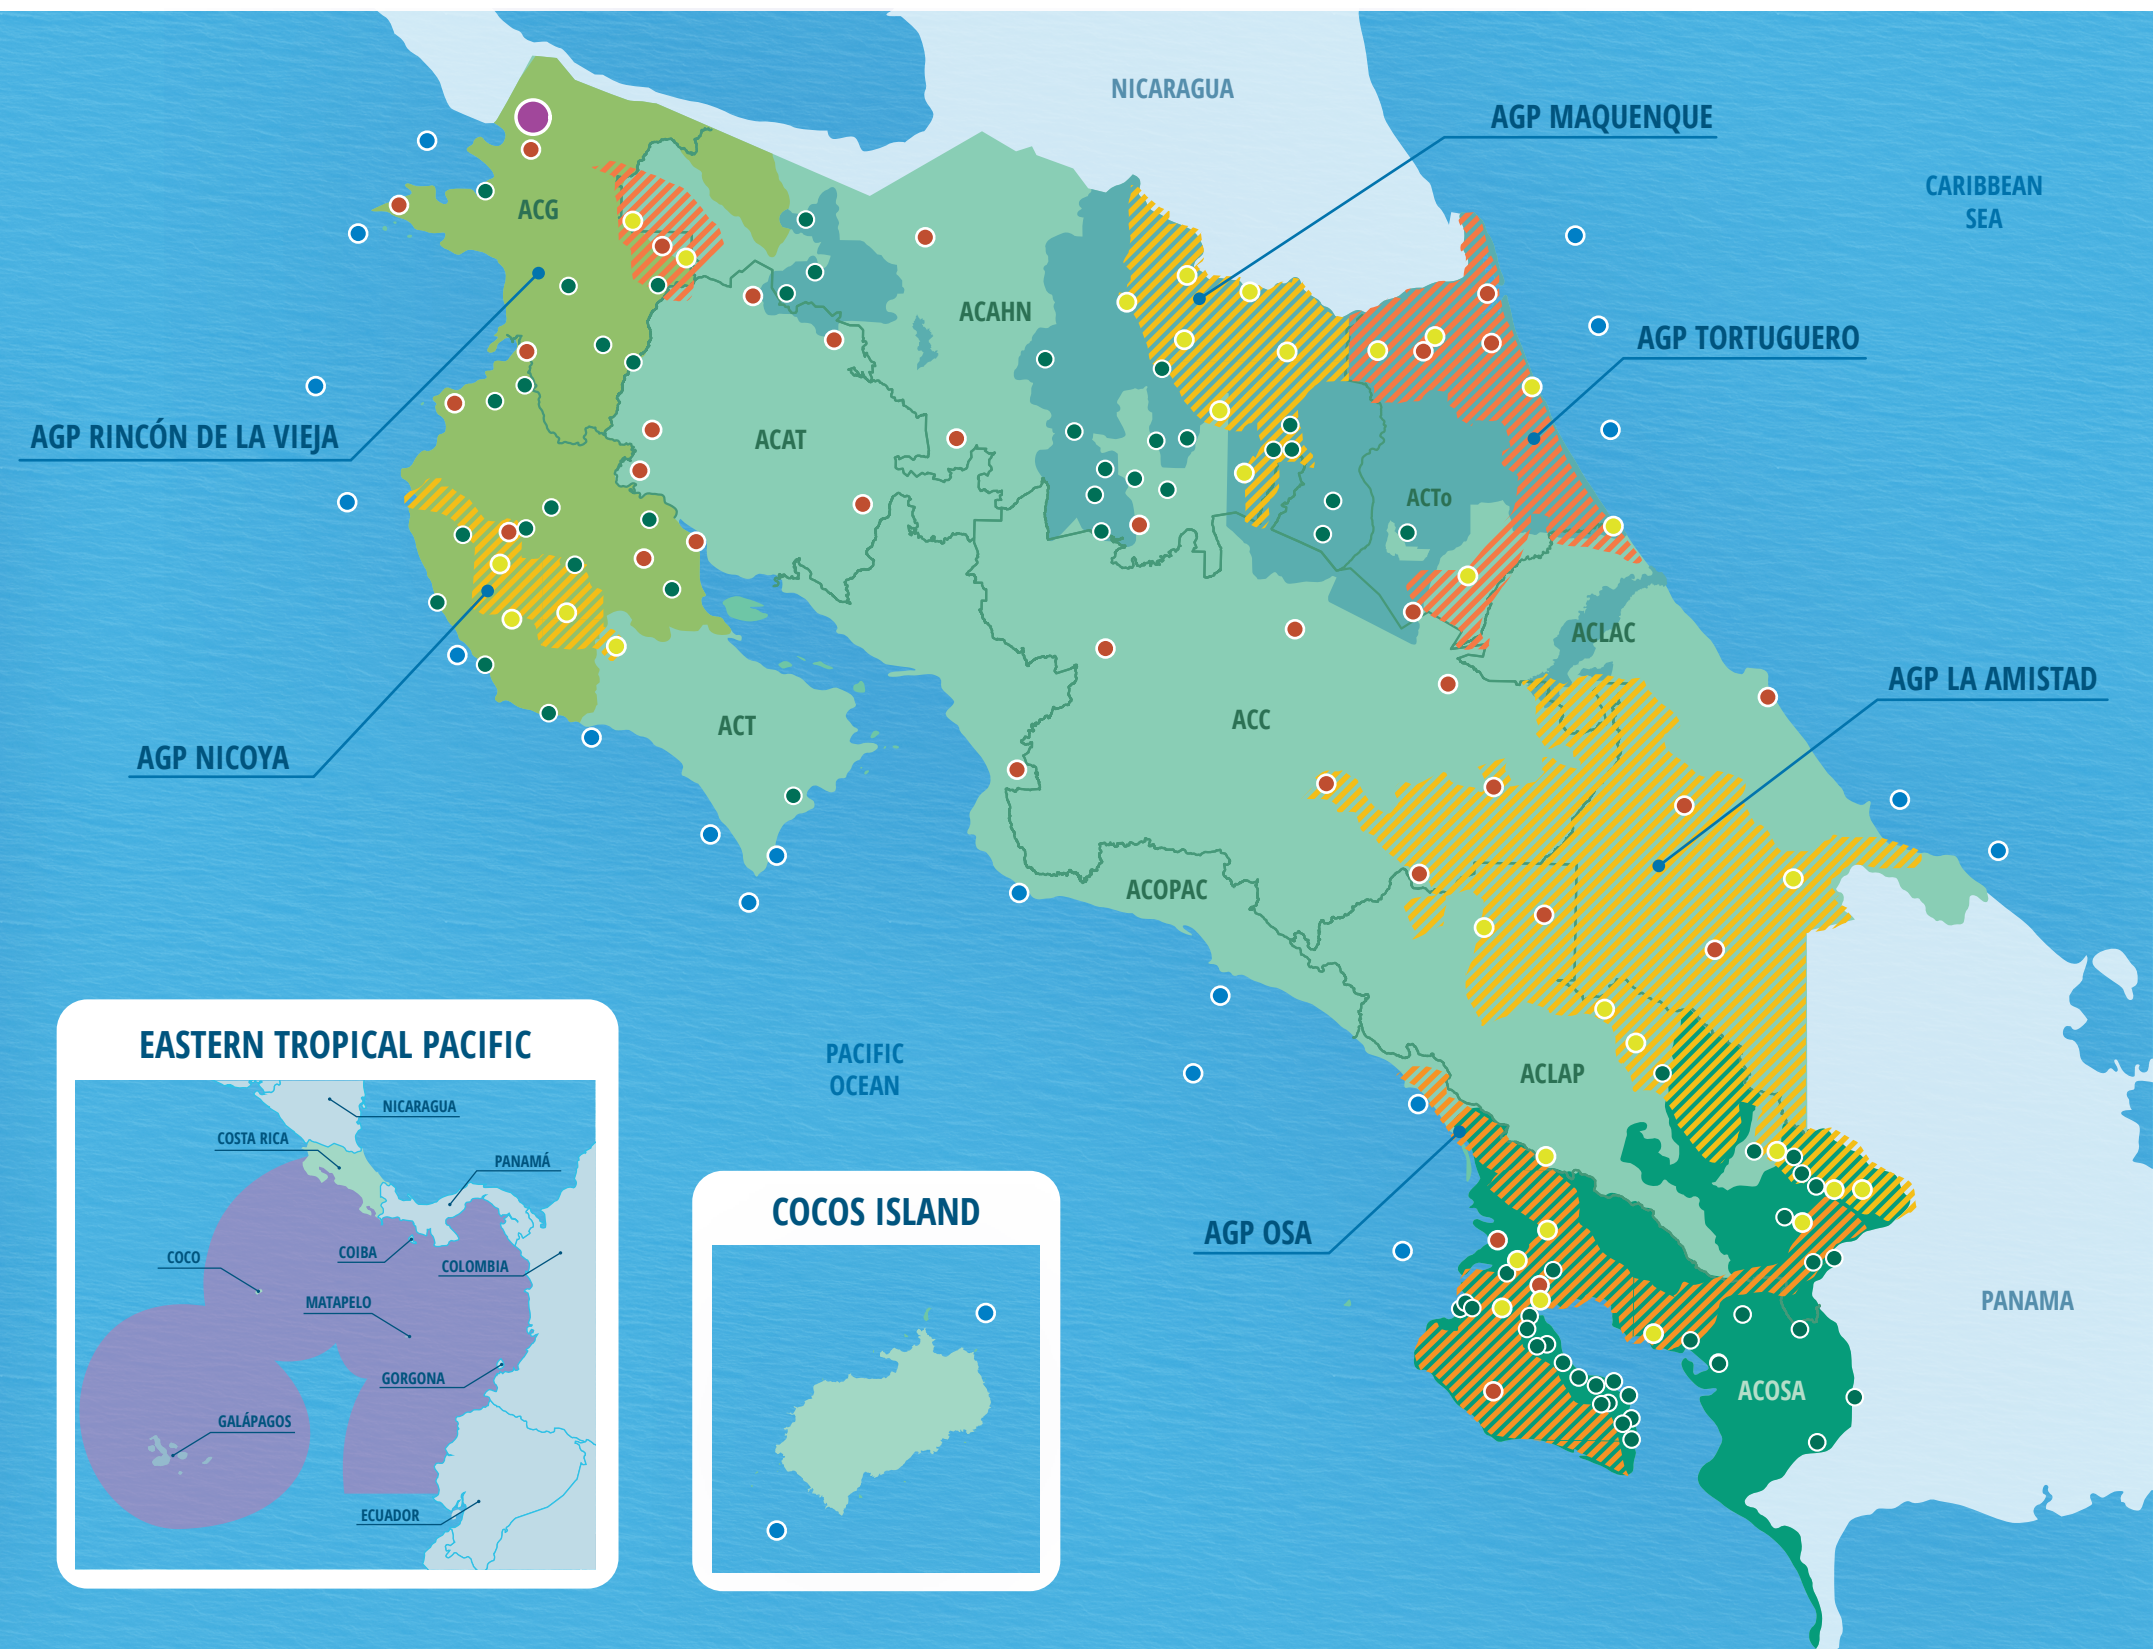 NICARAGUA
AGP MAQUENQUE
CARIBBEAN
SEA
ACG
ACAHN
AGP TORTUGUERO
AGP RINCÓN DE LA VIEJA
ACAT
ACTo
ACLAC
AGP LA AMISTAD
ACT
ACC
AGP NICOYA
ACOPAC
PACIFIC
OCEAN
ACLAP
AGP OSA
PANAMA
ACOSA
EASTERN TROPICAL PACIFIC
NICARAGUA
COSTA RICA
PANAMÁ
COCO
COIBA
COLOMBIA
MATAPELO
GORGONA
GALÁPAGOS
ECUADOR
COCOS ISLAND